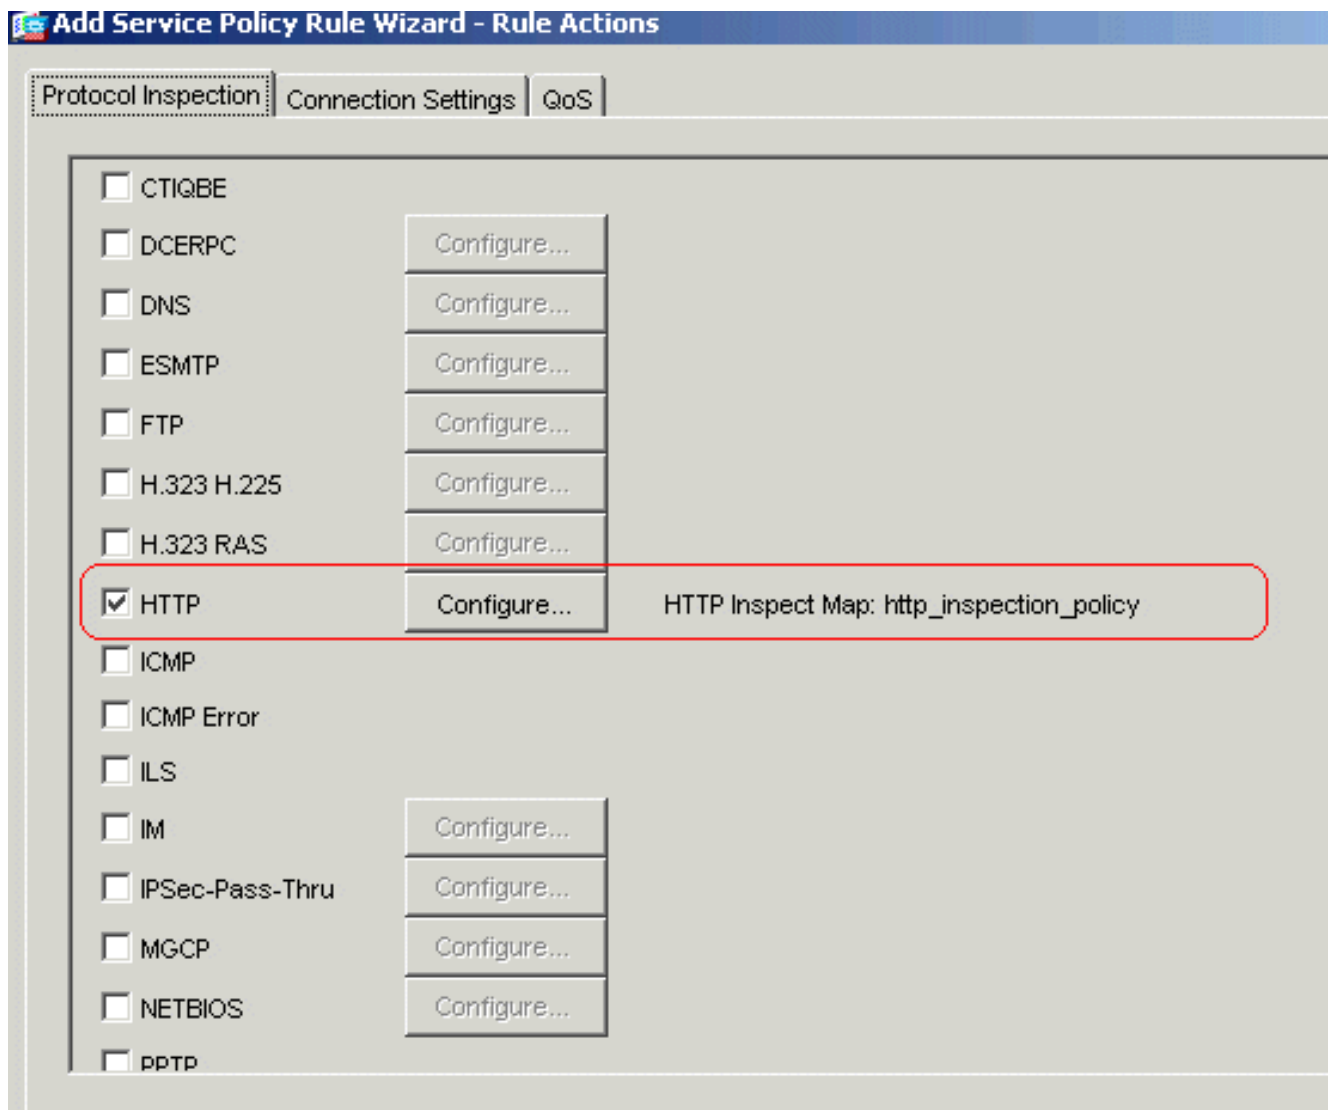 Add Service Policy Rule Wizard - Rule Actions
Protocol Inspection Connection Settings QoS
CTIQBE
DCERPC Configure...
DNS Configure...
ESMTP Configure...
FTP Configure...
H.323 H.225 Configure...
H.323 RAS Configure...
HTTP Configure... HTTP Inspect Map: http_inspection_policy
ICMP
ICMP Error
ILS
IM Configure...
IPSec-Pass-Thru Configure...
MGCP Configure...
NETBIOS Configure...
PPTP